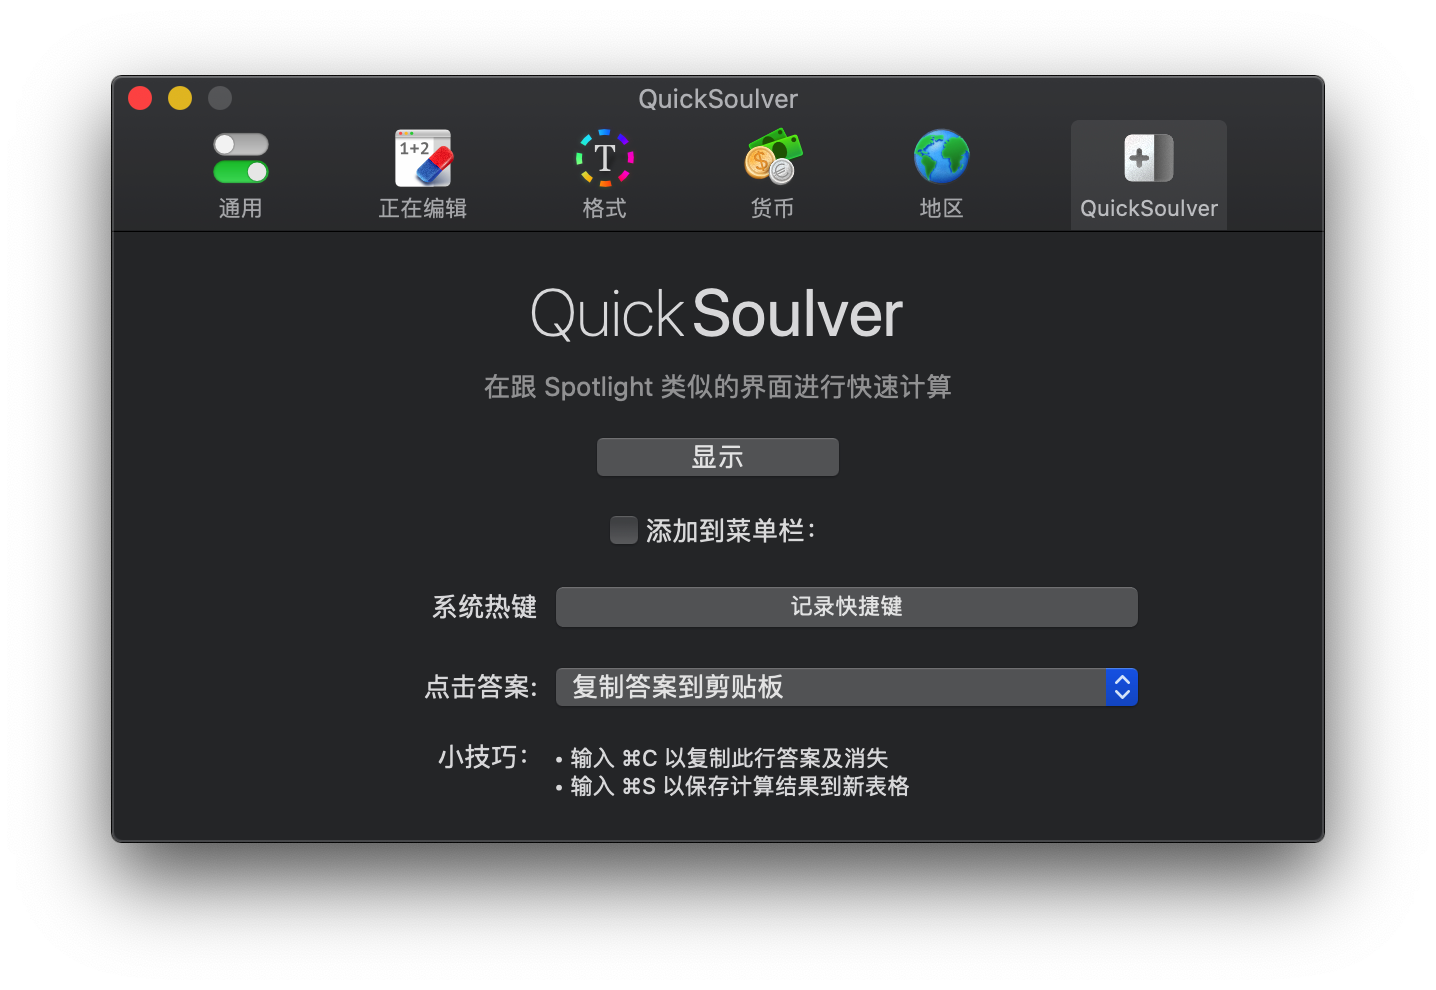 QuickSoulver
1+2
T
通用
正在编辑
格式
货币
地区
QuickSoulver
QuickSoulver
在跟 Spotlight 类似的界面进行快速计算
显示
添加到菜单栏：
系统热键
记录快捷键
点击答案:
复制答案到剪贴板
小技巧：
• 输入 ⌘C 以复制此行答案及消失
• 输入 ⌘S 以保存计算结果到新表格